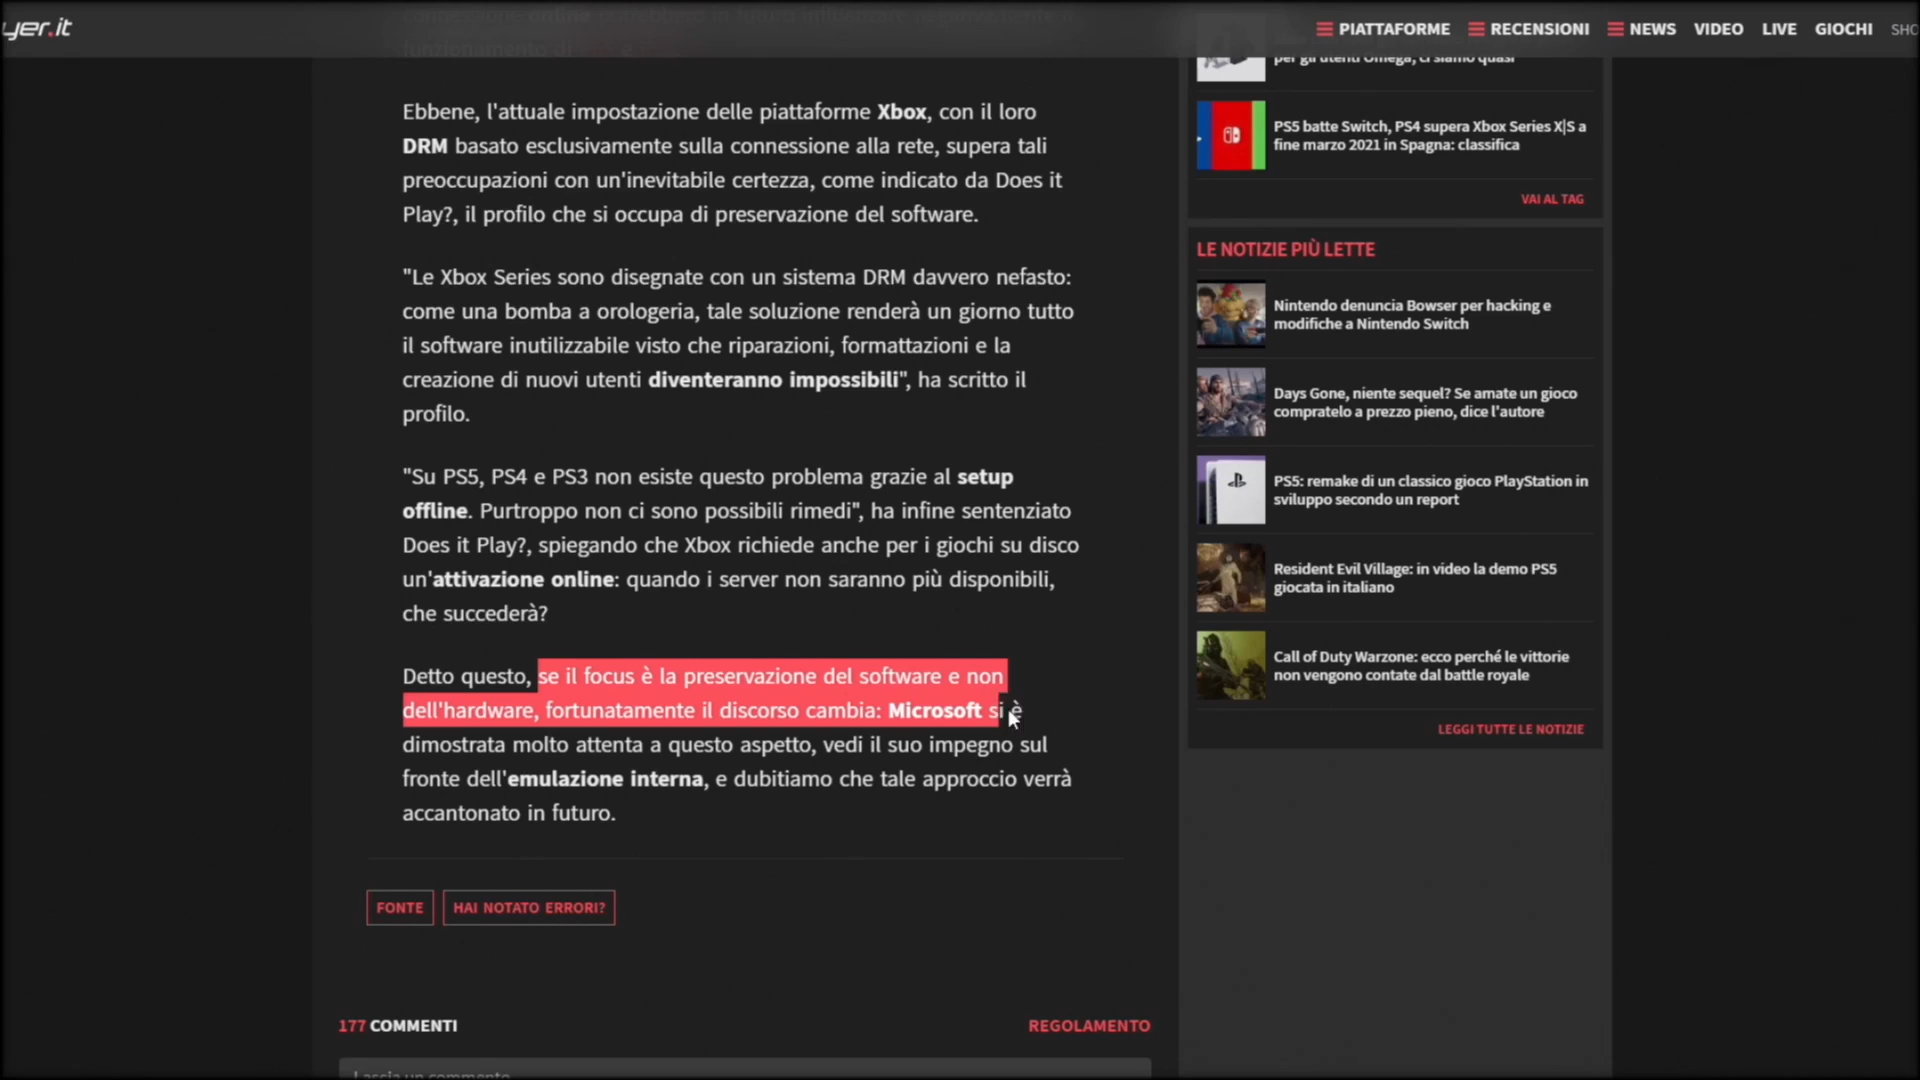 yer.it
PIATTAFORME
RECENSIONI
NEWS
VIDEO
LIVE
GIOCHI
SHO
funzionamento di
Ebbene, l'attuale impostazione delle piattaforme Xbox, con il loro
DRM basato esclusivamente sulla connessione alla rete, supera tali
preoccupazioni con un'inevitabile certezza, come indicato da Does it
Play?, il profilo che si occupa di preservazione del software.
"Le Xbox Series sono disegnate con un sistema DRM davvero nefasto:
come una bomba a orologeria, tale soluzione renderà un giorno tutto
il software inutilizzabile visto che riparazioni, formattazioni e la
creazione di nuovi utenti diventeranno impossibili", ha scritto il
profilo.
"Su PS5, PS4 e PS3 non esiste questo problema grazie al setup
offline. Purtroppo non ci sono possibili rimedi", ha infine sentenziato
Does it Play?, spiegando che Xbox richiede anche per i giochi su disco
un'attivazione online: quando i server non saranno più disponibili,
che succederà?
Detto questo, se il focus è la preservazione del software e non
dell'hardware, fortunatamente il discorso cambia: Microsoft si è
dimostrata molto attenta a questo aspetto, vedi il suo impegno sul
fronte dell'emulazione interna, e dubitiamo che tale approccio verrà
accantonato in futuro.
FONTE
HAI NOTATO ERRORI?
177 COMMENTI
REGOLAMENTO
Lascia un commento
per gli utenti Omega, ci siamo quasi
PS5 batte Switch, PS4 supera Xbox Series X|S a
fine marzo 2021 in Spagna: classifica
VAI AL TAG
LE NOTIZIE PIÙ LETTE
Nintendo denuncia Bowser per hacking e
modifiche a Nintendo Switch
Days Gone, niente sequel? Se amate un gioco
compratelo a prezzo pieno, dice l'autore
PS5: remake di un classico gioco PlayStation in
sviluppo secondo un report
Resident Evil Village: in video la demo PS5
giocata in italiano
Call of Duty Warzone: ecco perché le vittorie
non vengono contate dal battle royale
LEGGI TUTTE LE NOTIZIE